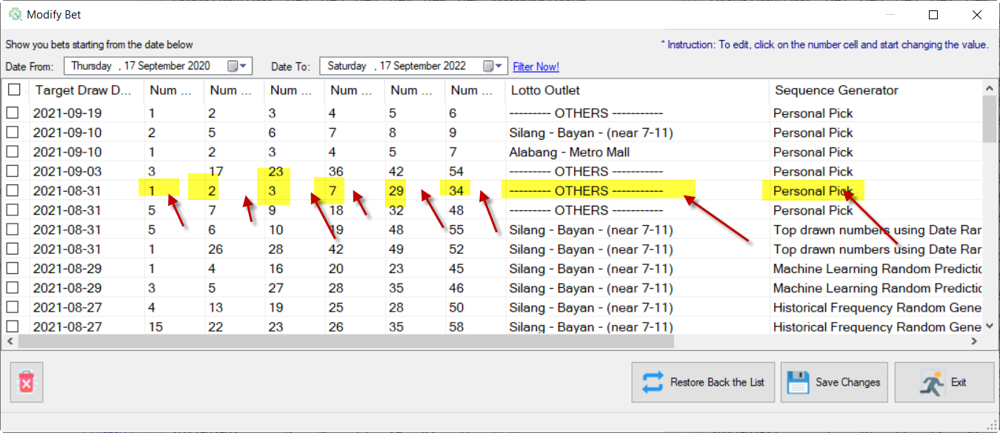 Modify Bet
Show you bets starting from the date below
* Instruction: To edit, click on the number cell and start changing the value.
Date From: Thursday , 17 September 2020 Date To: Saturday , 17 September 2022 Filter Now!
Target Draw D... Num ... Num ... Num ... Num ... Num ... Num ... Lotto Outlet Sequence Generator
2021-09-19 1 2 3 4 5 6 --------- OTHERS ----------- Personal Pick
2021-09-10 2 5 6 7 8 9 Silang - Bayan - (near 7-11) Personal Pick
2021-09-10 1 2 3 4 5 7 Alabang - Metro Mall Personal Pick
2021-09-03 3 17 23 36 42 54 --------- OTHERS ----------- Personal Pick
2021-08-31 1 2 3 7 29 34 --------- OTHERS ----------- Personal Pick
2021-08-31 5 7 9 18 32 48 --------- OTHERS ----------- Personal Pick
2021-08-31 5 6 10 19 48 55 Silang - Bayan - (near 7-11) Top drawn numbers using Date Ran
2021-08-31 1 26 28 42 49 52 Silang - Bayan - (near 7-11) Top drawn numbers using Date Ran
2021-08-29 1 4 16 20 23 45 Silang - Bayan - (near 7-11) Machine Learning Random Predictio
2021-08-29 3 5 27 28 35 46 Silang - Bayan - (near 7-11) Machine Learning Random Predictio
2021-08-27 4 13 19 25 28 50 Silang - Bayan - (near 7-11) Historical Frequency Random Gene
2021-08-27 15 22 23 26 35 58 Silang - Bayan - (near 7-11) Historical Frequency Random Gene
Restore Back the List Save Changes Exit